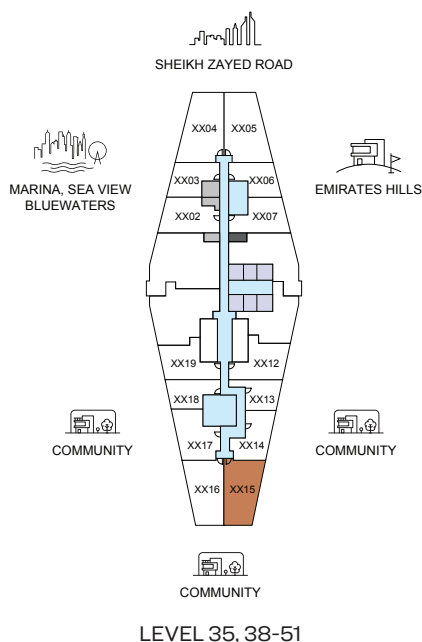 SHEIKH ZAYED ROAD
MARINA, SEA VIEW
BLUEWATERS
EMIRATES HILLS
XX04
XX05
XX03
XX06
XX02
XX07
XX19
XX12
XX18
XX13
XX17
XX14
XX16
XX15
COMMUNITY
COMMUNITY
COMMUNITY
LEVEL 35, 38-51